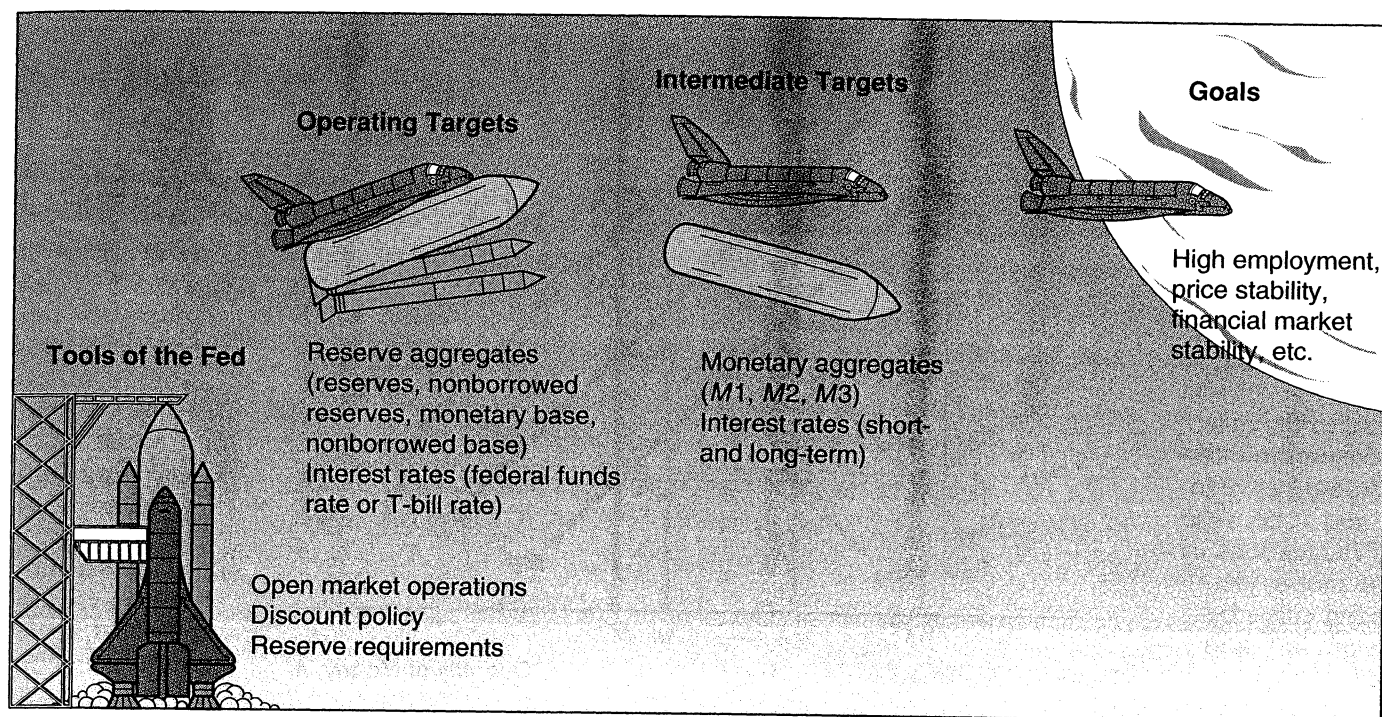 Tools of the Fed
Open market operations
Discount policy
Reserve requirements
Operating Targets
Reserve aggregates
(reserves, nonborrowed
reserves, monetary base,
nonborrowed base)
Interest rates (federal funds
rate or T-bill rate)
Intermediate Targets
Monetary aggregates
(M1, M2, M3)
Interest rates (short-
and long-term)
Goals
High employment,
price stability,
financial market
stability, etc.